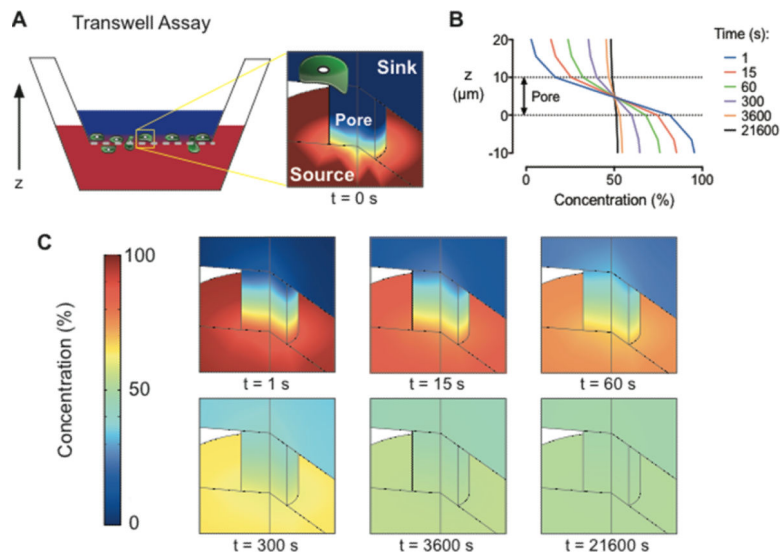 A
Transwell Assay
z
Sink
Pore
Source
t = 0 s
B
z
(μm)
20
10
0
-10
Pore
0
50
100
Concentration (%)
Time (s):
1
15
60
300
3600
21600
C
Concentration (%)
100
50
0
t = 1 s
t = 15 s
t = 60 s
t = 300 s
t = 3600 s
t = 21600 s